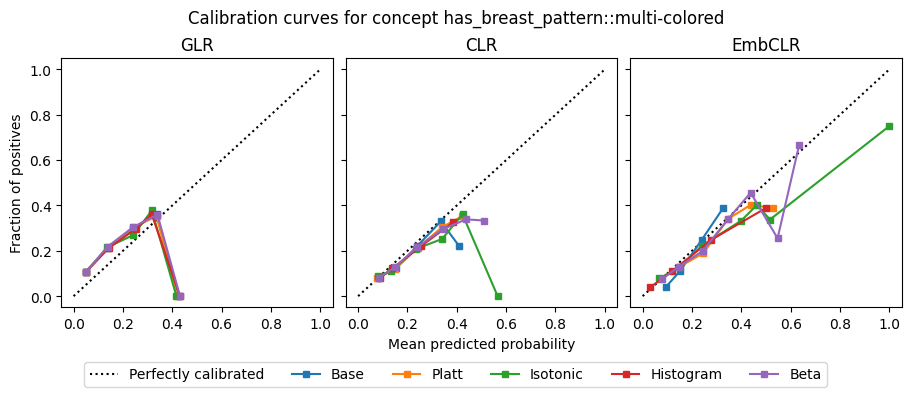 Calibration curves for concept has_breast_pattern::multi-colored
GLR
CLR
EmbCLR
Fraction of positives
1.0
0.8
0.6
0.4
0.2
0.0
0.0 0.2 0.4 0.6 0.8 1.0
0.0 0.2 0.4 0.6 0.8 1.0
0.0 0.2 0.4 0.6 0.8 1.0
Mean predicted probability
Perfectly calibrated Base Platt Isotonic Histogram Beta